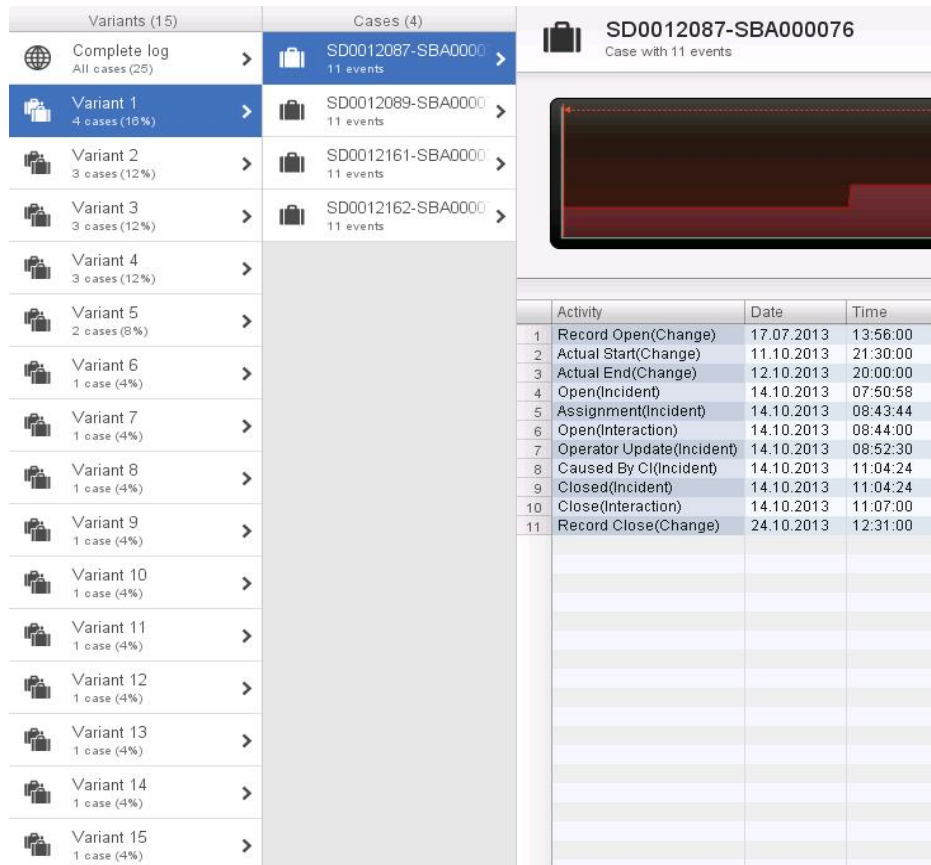 Variants (15)
Complete log
All cases (25)
Variant 1
4 cases (16%)
Variant 2
3 cases (12%)
Variant 3
3 cases (12%)
Variant 4
3 cases (12%)
Variant 5
2 cases (8%)
Variant 6
1 case (4%)
Variant 7
1 case (4%)
Variant 8
1 case (4%)
Variant 9
1 case (4%)
Variant 10
1 case (4%)
Variant 11
1 case (4%)
Variant 12
1 case (4%)
Variant 13
1 case (4%)
Variant 14
1 case (4%)
Variant 15
1 case (4%)
Cases (4)
SD0012087-SBA0000
11 events
SD0012089-SBA0000
11 events
SD0012161-SBA0000
11 events
SD0012162-SBA0000
11 events
SD0012087-SBA000076
Case with 11 events
Activity Date Time
1 Record Open(Change) 17.07.2013 13:56:00
2 Actual Start(Change) 11.10.2013 21:30:00
3 Actual End(Change) 12.10.2013 20:00:00
4 Open(Incident) 14.10.2013 07:50:58
5 Assignment(Incident) 14.10.2013 08:43:44
6 Open(Interaction) 14.10.2013 08:44:00
7 Operator Update(Incident) 14.10.2013 08:52:30
8 Caused By CI(Incident) 14.10.2013 11:04:24
9 Closed(Incident) 14.10.2013 11:04:24
10 Close(Interaction) 14.10.2013 11:07:00
11 Record Close(Change) 24.10.2013 12:31:00